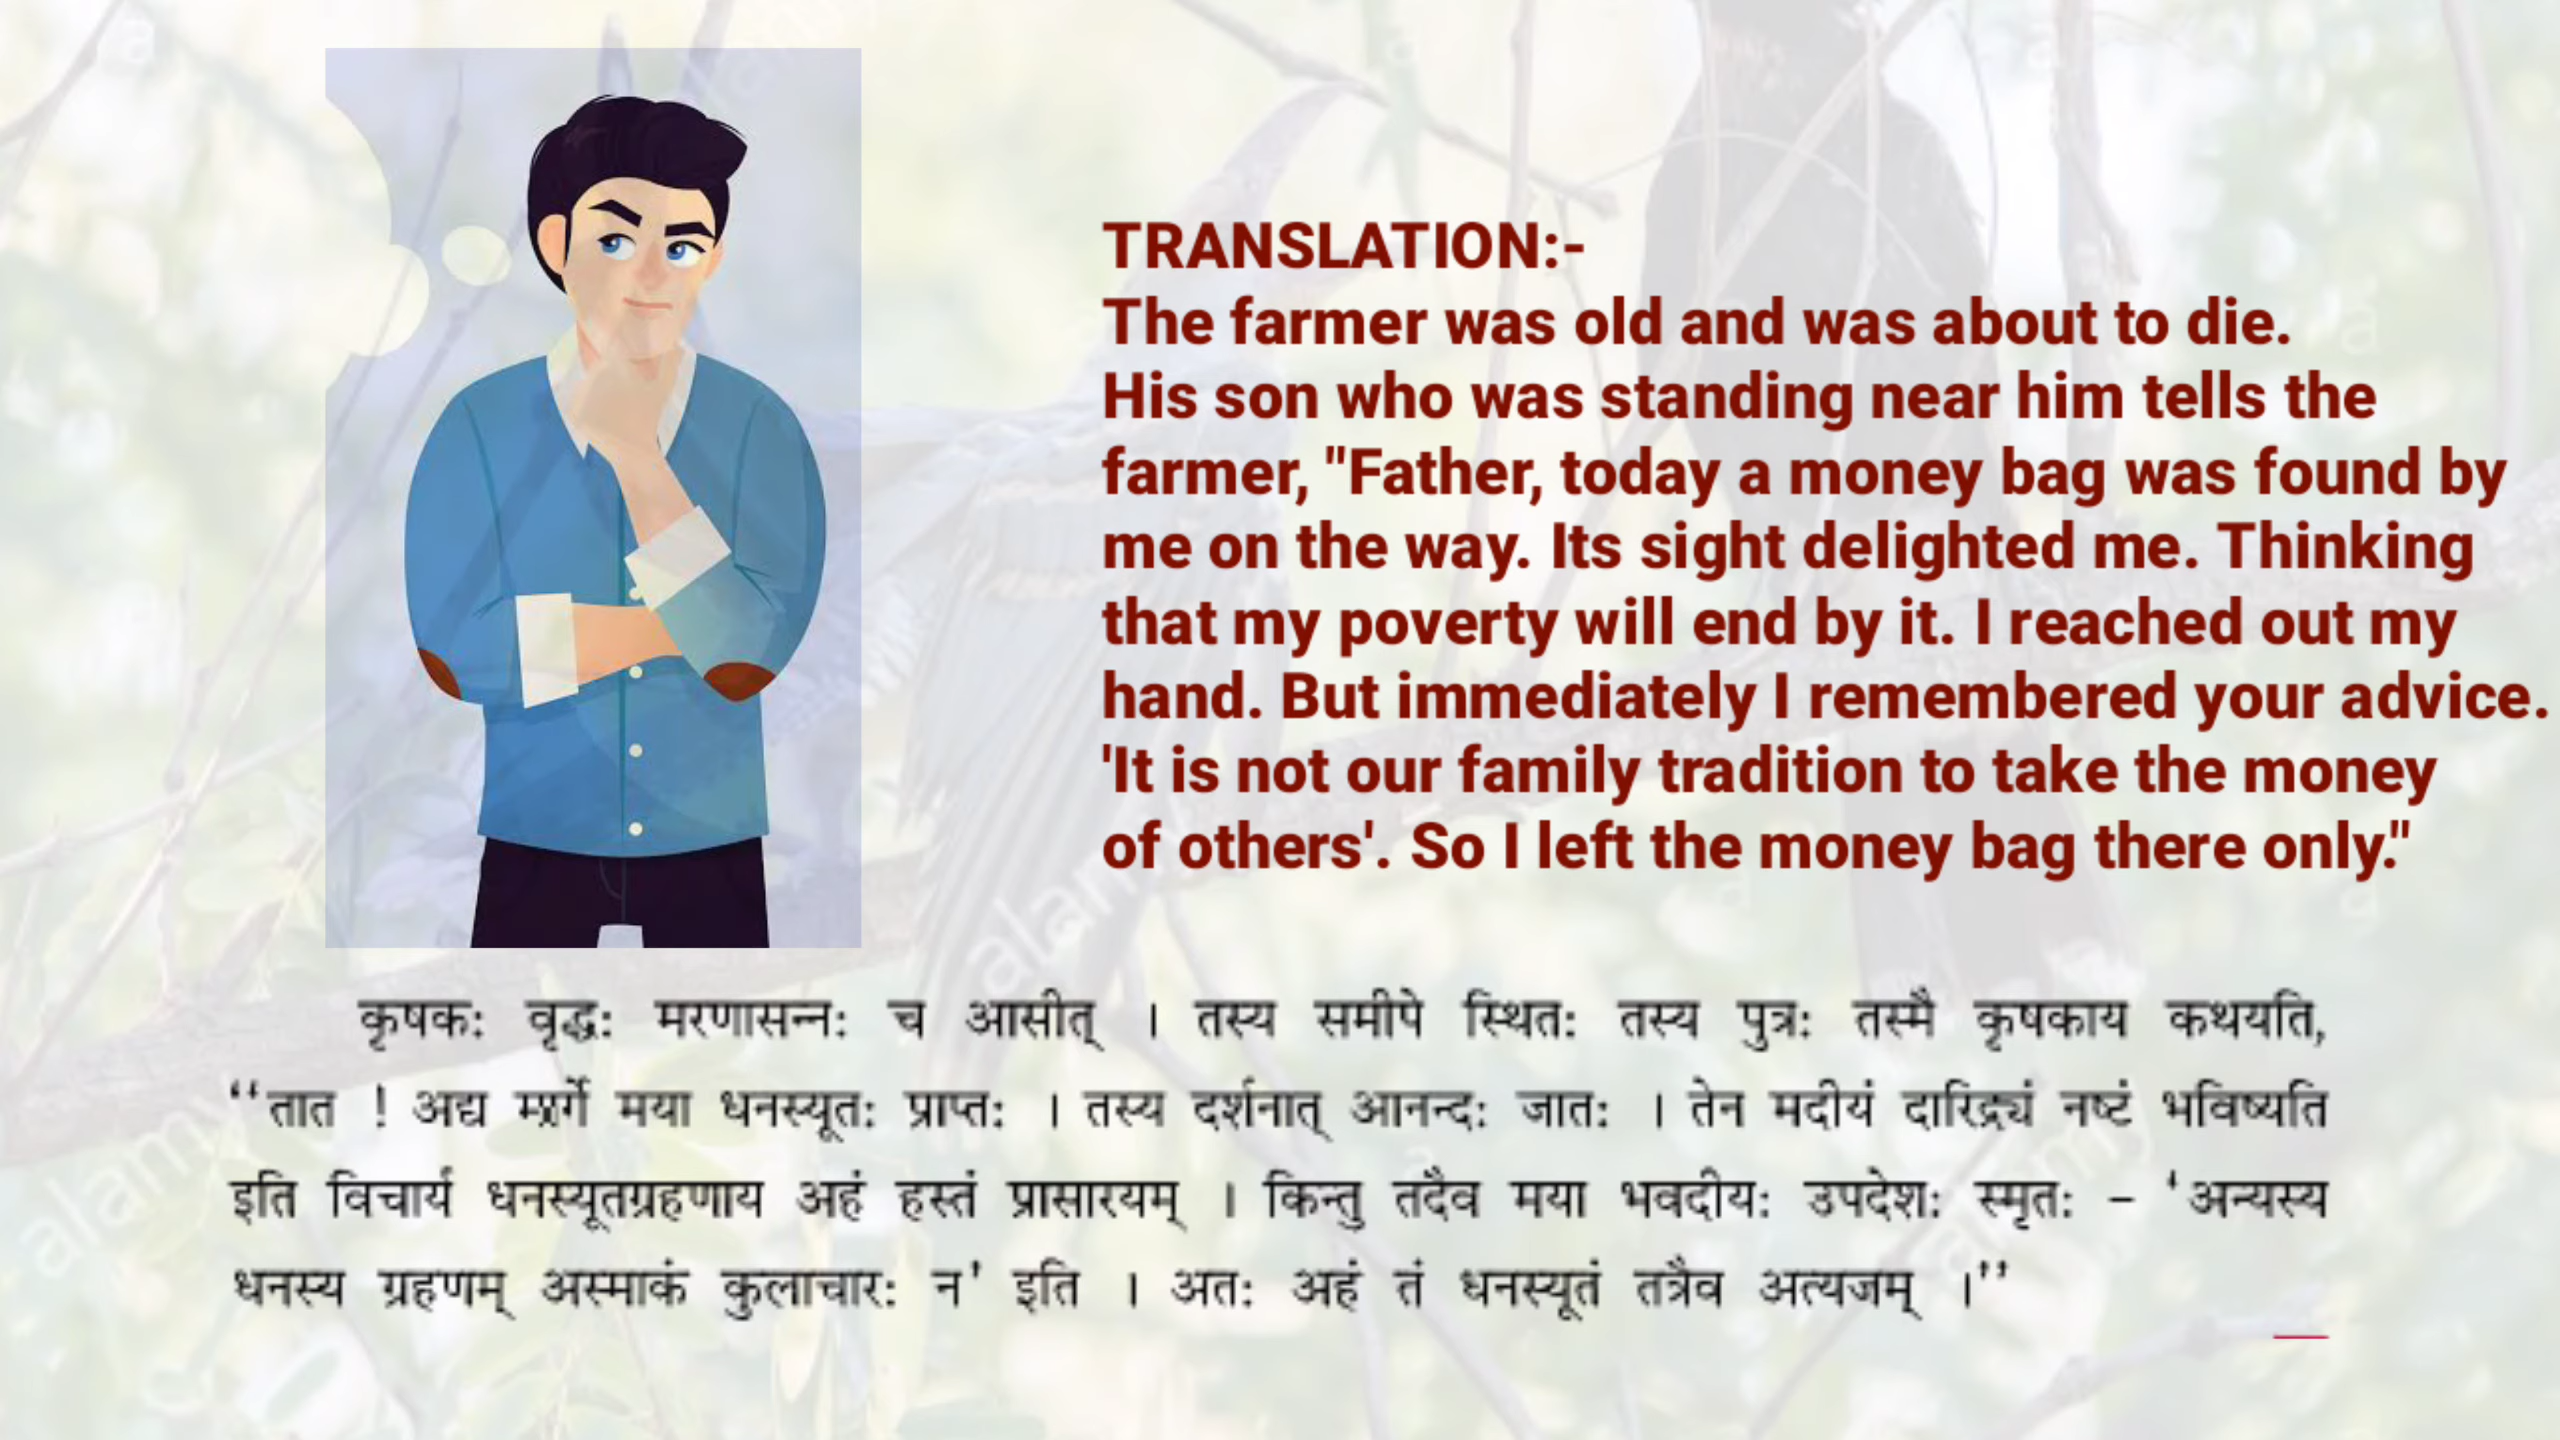 TRANSLATION:-
The farmer was old and was about to die.
His son who was standing near him tells the
farmer, "Father, today a money bag was found by
me on the way. Its sight delighted me. Thinking
that my poverty will end by it. I reached out my
hand. But immediately I remembered your advice.
'It is not our family tradition to take the money
of others'. So I left the money bag there only."
कृषकः वृद्धः मरणासन्नः च आसीत् । तस्य समीपे स्थितः तस्य पुत्रः तस्मै कृषकाय कथयति,
‘‘तात ! अद्य मार्गे मया धनस्यूतः प्राप्तः । तस्य दर्शनात् आनन्दः जातः । तेन मदीयं दारिद्र्यं नष्टं भविष्यति
इति विचार्य धनस्यूतग्रहणाय अहं हस्तं प्रासारयम् । किन्तु तदैव मया भवदीयः उपदेशः स्मृतः – ‘अन्यस्य
धनस्य ग्रहणम् अस्माकं कुलाचारः न’ इति । अतः अहं तं धनस्यूतं तत्रैव अत्यजम् ।’’
alamy
alamy
alamy